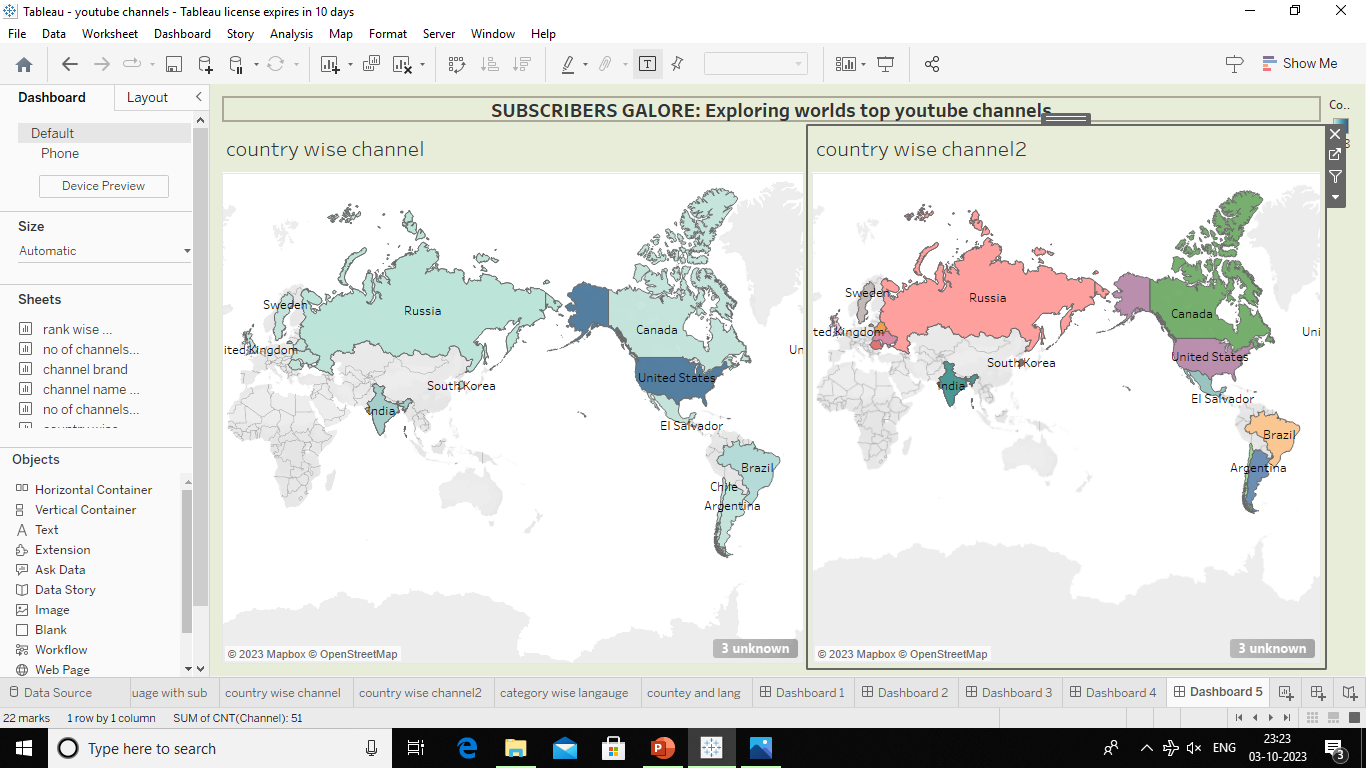 Tableau - youtube channels - Tableau license expires in 10 days
File Data Worksheet Dashboard Story Analysis Map Format Server Window Help
Show Me
Dashboard Layout
Default
Phone
Device Preview
Size
Automatic
Sheets
rank wise ...
no of channels...
channel brand
channel name ...
no of channels...
country wise
Objects
Horizontal Container
Vertical Container
Text
Extension
Ask Data
Data Story
Image
Blank
Workflow
Web Page
SUBSCRIBERS GALORE: Exploring worlds top youtube channels
Co..
3
country wise channel
Sweden
Russia
Canada
ited Kingdom
Un
South Korea
United States
India
El Salvador
Brazil
Chile
Argentina
© 2023 Mapbox © OpenStreetMap
3 unknown
country wise channel2
Sweden
Russia
Canada
ted Kingdom
Uni
United States
South Korea
India
El Salvador
Brazil
Argentina
© 2023 Mapbox © OpenStreetMap
3 unknown
Data Source uage with sub country wise channel country wise channel2 category wise langauge countey and lang Dashboard 1 Dashboard 2 Dashboard 3 Dashboard 4 Dashboard 5
22 marks 1 row by 1 column SUM of CNT(Channel): 51
Type here to search
ENG
23:23
03-10-2023
3